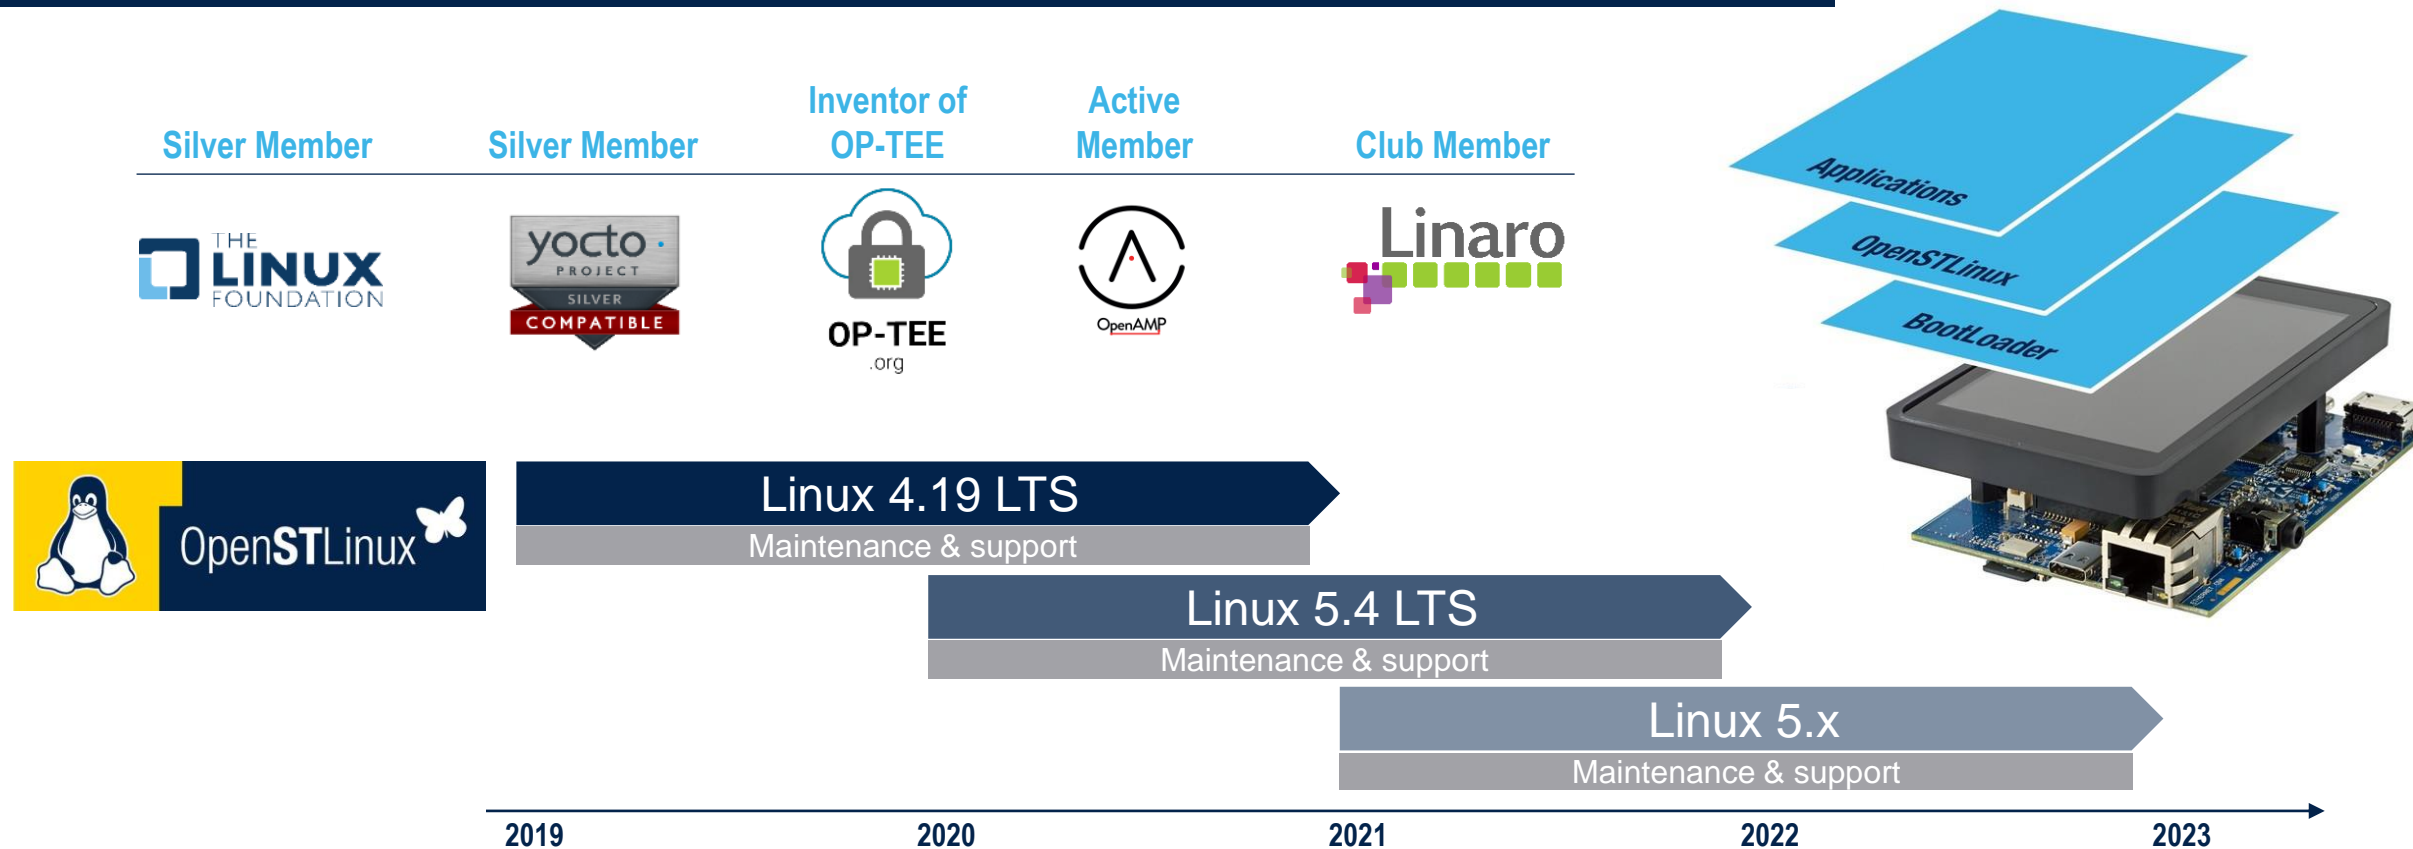 Silver Member
Silver Member
Inventor of
OP-TEE
Active
Member
Club Member
THE
LINUX
FOUNDATION
yocto
PROJECT
SILVER
COMPATIBLE
OP-TEE
.org
OpenAMP
Linaro
Applications
OpenSTLinux
BootLoader
OpenSTLinux
Linux 4.19 LTS
Maintenance & support
Linux 5.4 LTS
Maintenance & support
Linux 5.x
Maintenance & support
2019
2020
2021
2022
2023